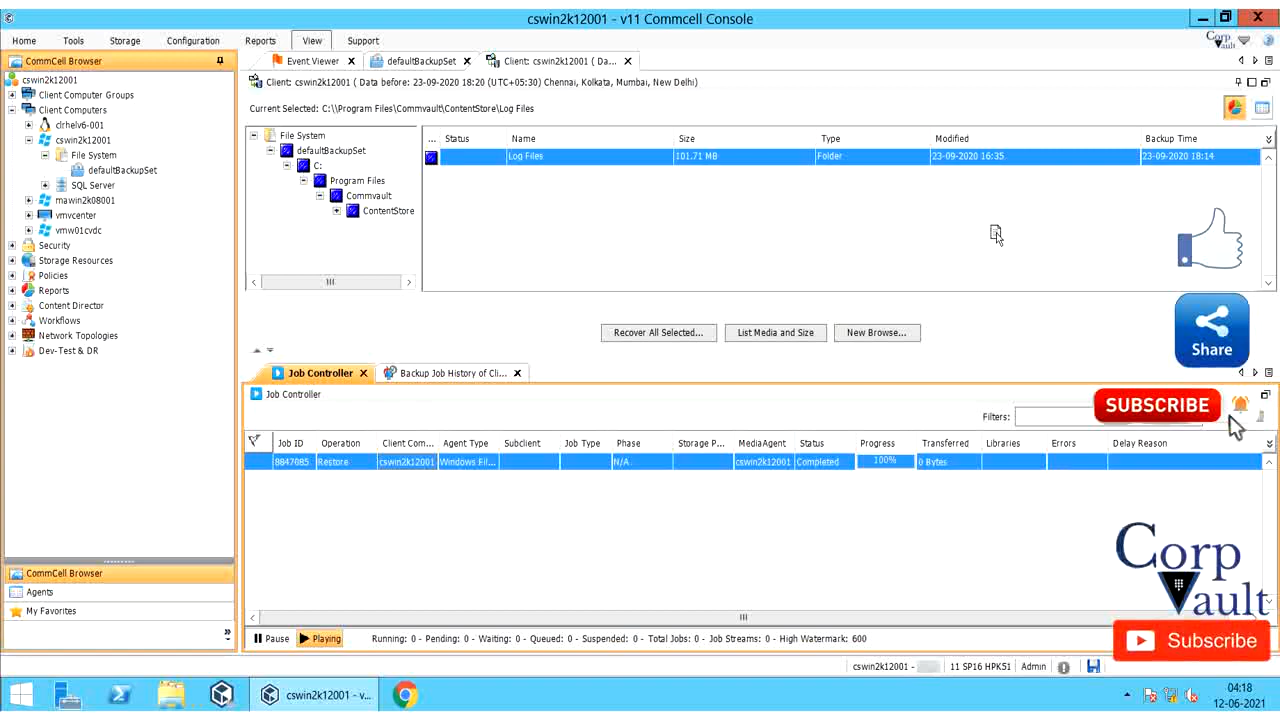 cswin2k12001 - v11 Commcell Console
Home Tools Storage Configuration Reports View Support
Corp Vault
CommCell Browser
cswin2k12001
Client Computer Groups
Client Computers
clrhelv6-001
cswin2k12001
File System
defaultBackupSet
SQL Server
mawin2k08001
vmvcenter
vmw01cvdc
Security
Storage Resources
Policies
Reports
Content Director
Workflows
Network Topologies
Dev-Test & DR
CommCell Browser
Agents
My Favorites
Event Viewer defaultBackupSet Client: cswin2k12001 ( Da...
Client: cswin2k12001 ( Data before: 23-09-2020 18:20 (UTC+05:30) Chennai, Kolkata, Mumbai, New Delhi)
Current Selected: C:\\Program Files\Commvault\ContentStore\Log Files
File System
defaultBackupSet
C:
Program Files
Commvault
ContentStore
... Status Name Size Type Modified Backup Time
Log Files 101.71 MB Folder 23-09-2020 16:35 23-09-2020 18:14
Recover All Selected... List Media and Size New Browse...
Share
Job Controller Backup Job History of Cli...
Job Controller
SUBSCRIBE
Filters:
Job ID Operation Client Com... Agent Type Subclient Job Type Phase Storage P... MediaAgent Status Progress Transferred Libraries Errors Delay Reason
8847085 Restore cswin2k12001 Windows Fil... N/A cswin2k12001 Completed 100% 0 Bytes
Corp
Vault
Subscribe
Pause Playing Running: 0 - Pending: 0 - Waiting: 0 - Queued: 0 - Suspended: 0 - Total Jobs: 0 - Job Streams: 0 - High Watermark: 600
cswin2k12001 - 11 SP16 HPK51 Admin
cswin2k12001 - v...
04:18
12-06-2021